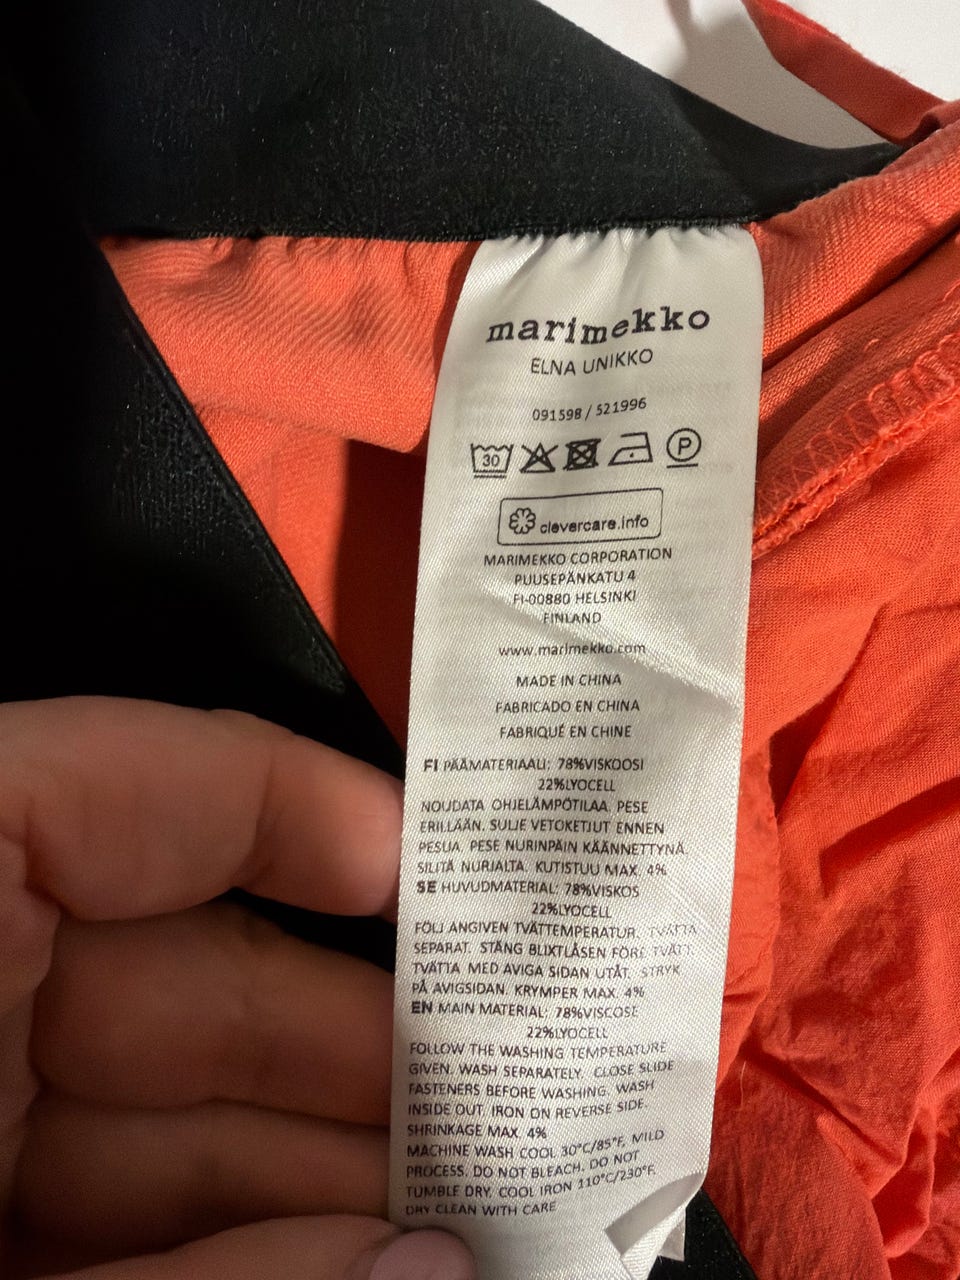 marimekko
ELNA UNIKKO
091598 / 521996
30 P
clevercare.info
MARIMEKKO CORPORATION
PUUSEPÄNKATU 4
FI-00880 HELSINKI
FINLAND
www.marimekko.com
MADE IN CHINA
FABRICADO EN CHINA
FABRIQUÉ EN CHINE
FI PÄÄMATERIAALI: 78%VISKOOSI
22%LYOCELL
NOUDATA OHJELÄMPÖTILAA. PESE
ERILLÄÄN. SULJE VETOKETJUT ENNEN
PESUA. PESE NURINPÄIN KÄÄNNETTYNÄ.
SILITÄ NURJALTA. KUTISTUU MAX. 4%
SE HUVUDMATERIAL: 78%VISKOS
22%LYOCELL
FÖLJ ANGIVEN TVÄTTEMPERATUR. TVÄTTA
SEPARAT. STÄNG BLIXTLÅSEN FÖRE TVÄTT.
TVÄTTA MED AVIGA SIDAN UTÅT. STRYK
PÅ AVIGSIDAN. KRYMPER MAX. 4%
EN MAIN MATERIAL: 78%VISCOSE
22%LYOCELL
FOLLOW THE WASHING TEMPERATURE
GIVEN. WASH SEPARATELY. CLOSE SLIDE
FASTENERS BEFORE WASHING. WASH
INSIDE OUT. IRON ON REVERSE SIDE.
SHRINKAGE MAX. 4%
MACHINE WASH COOL 30°C/85°F, MILD
PROCESS. DO NOT BLEACH. DO NOT
TUMBLE DRY. COOL IRON 110°C/230°F.
DRY CLEAN WITH CARE